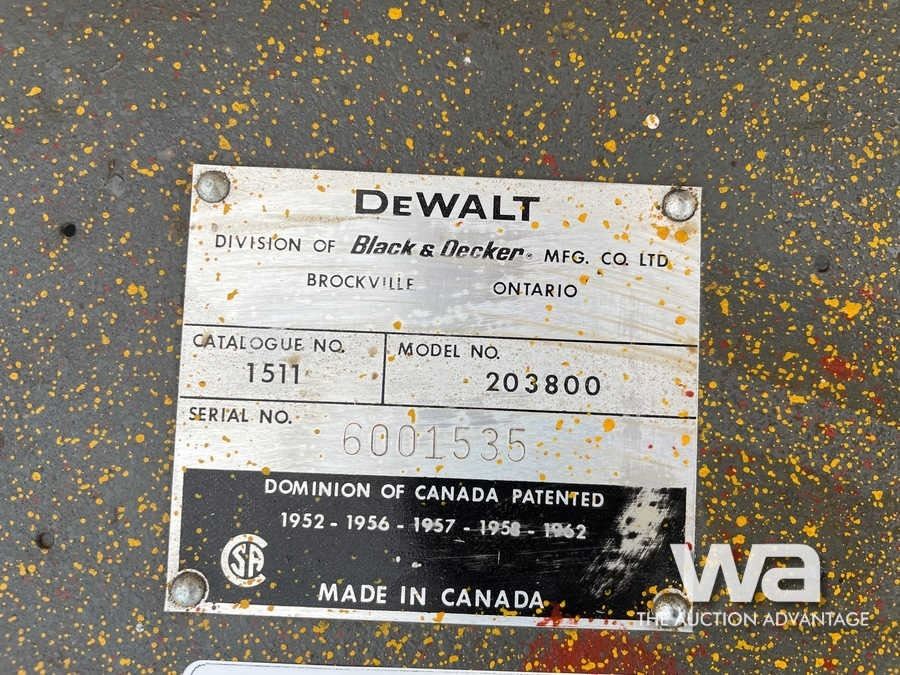 DEWALT
DIVISION OF Black & Decker® MFG. CO. LTD
BROCKVILLE ONTARIO
CATALOGUE NO. MODEL NO.
1511 203800
SERIAL NO.
6001535
DOMINION OF CANADA PATENTED
1952 - 1956 - 1957 - 1958 - 1962
CSA
MADE IN CANADA
wa
THE AUCTION ADVANTAGE